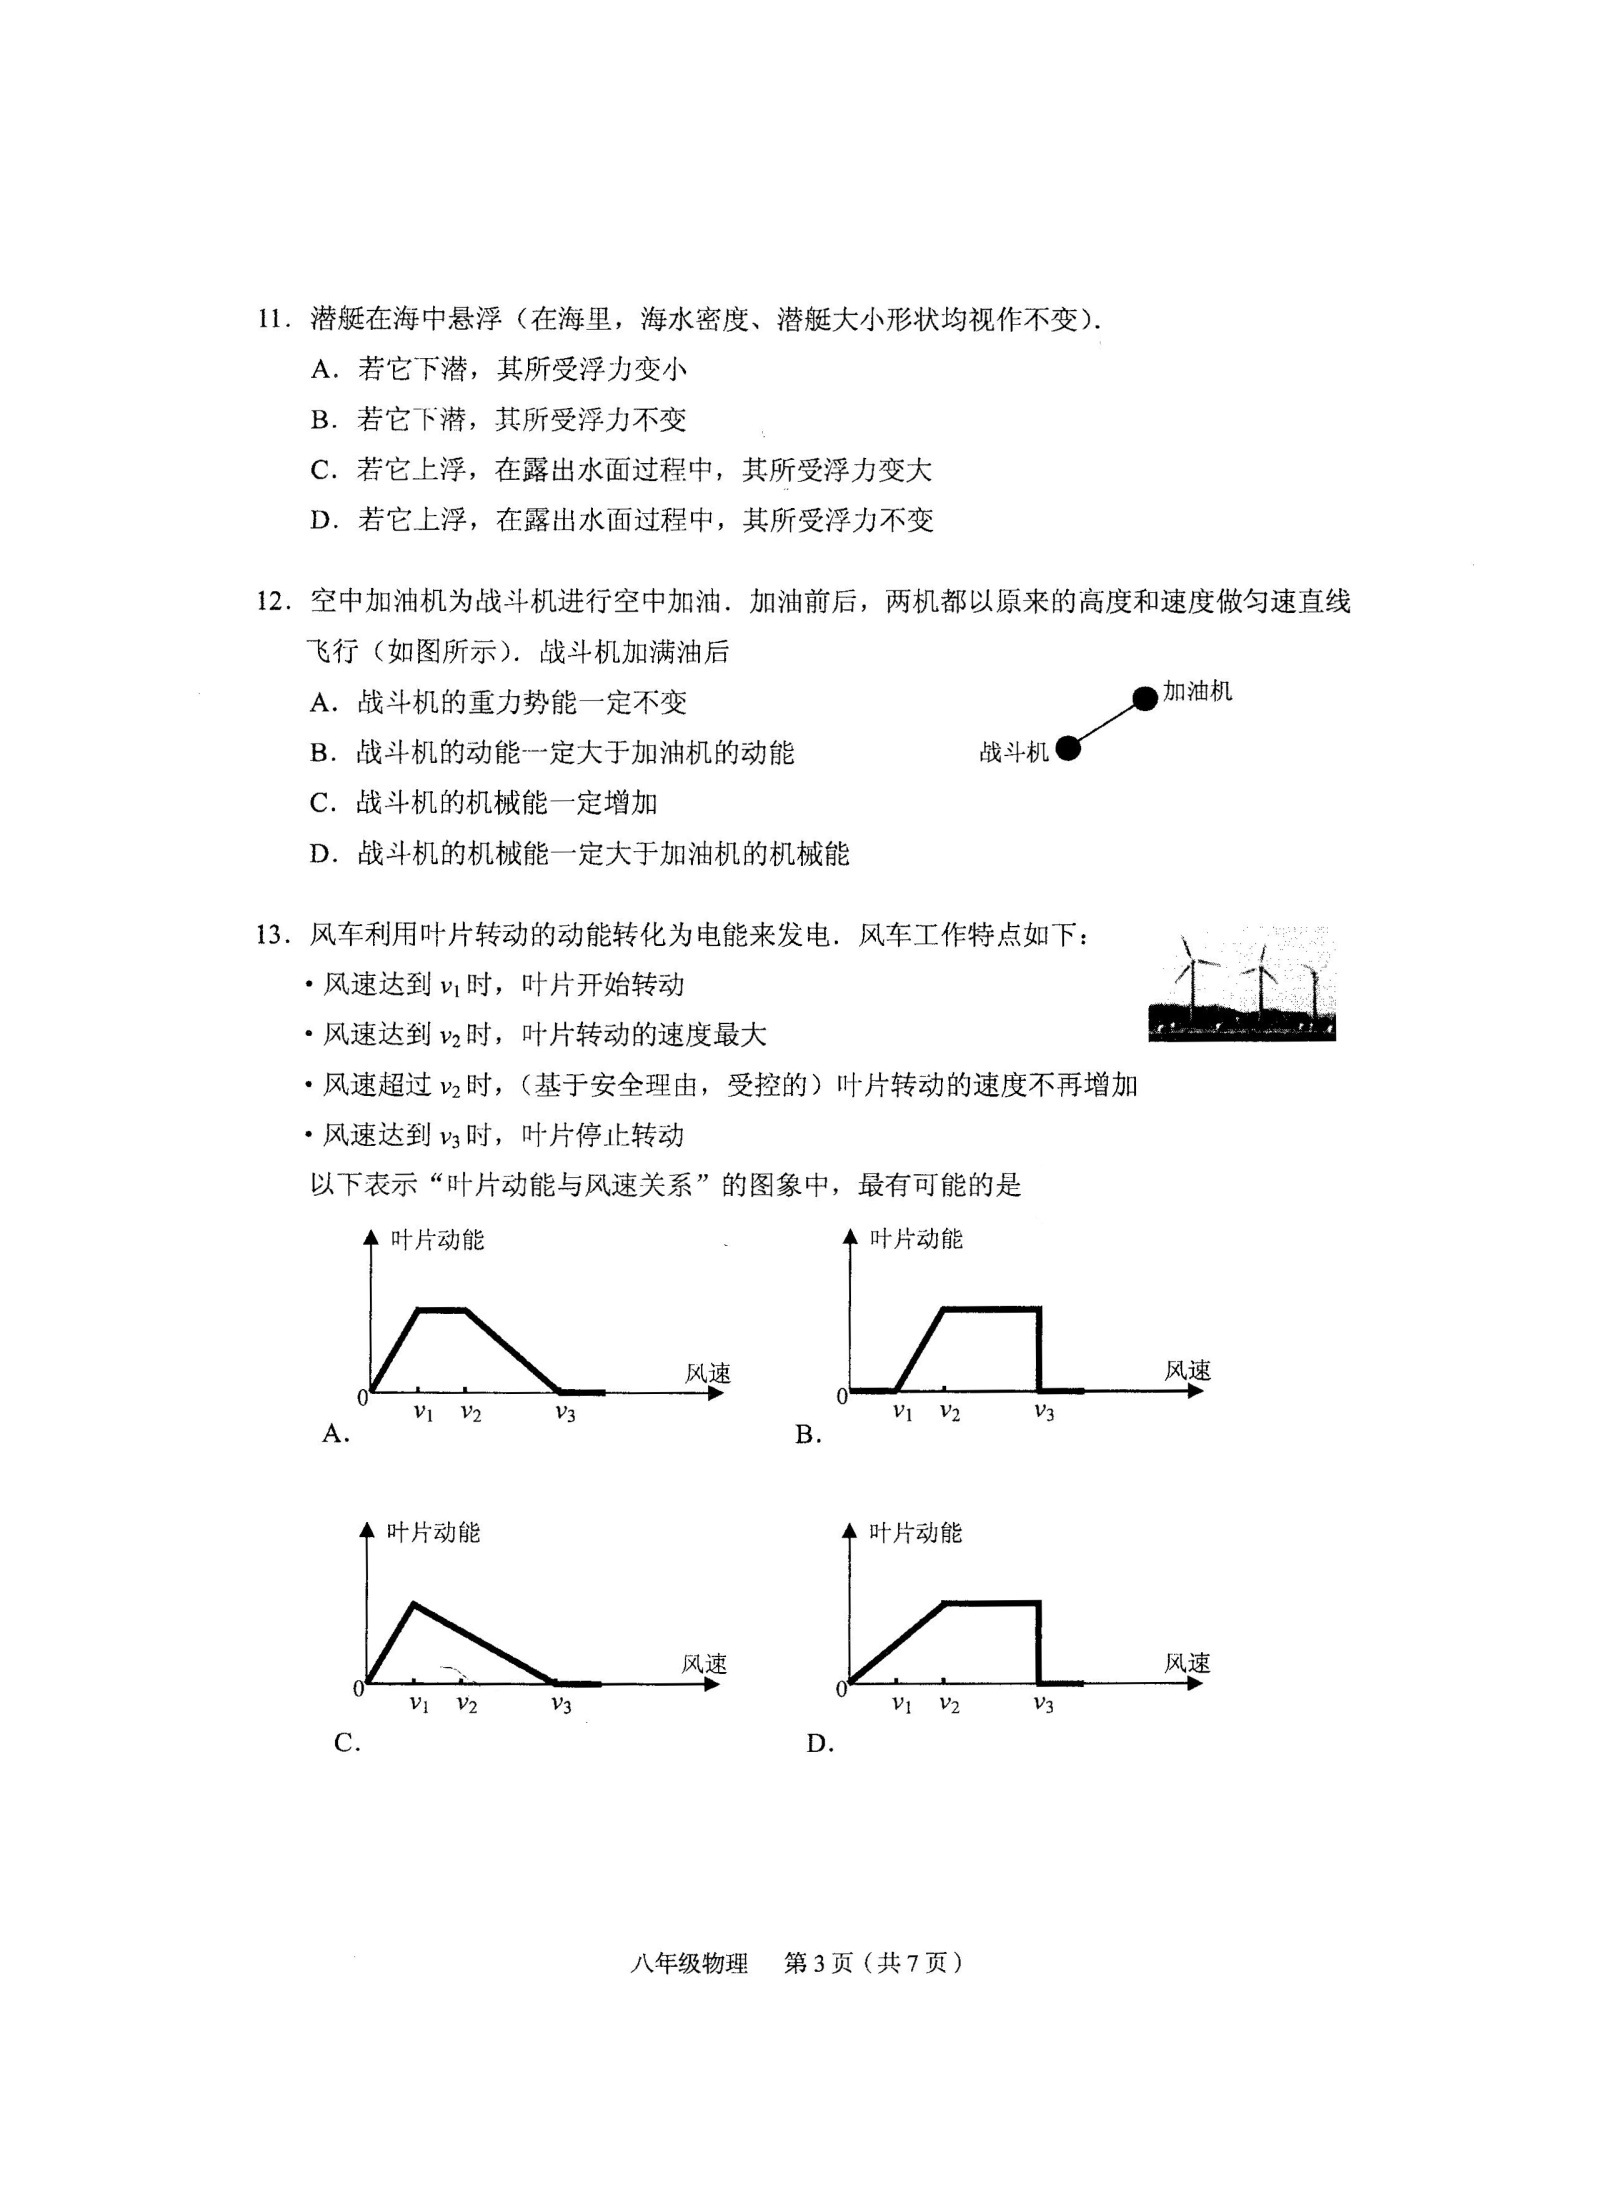 11．潜艇在海中悬浮（在海里，海水密度、潜艇大小形状均视作不变）．
A．若它下潜，其所受浮力变小
B．若它下潜，其所受浮力不变
C．若它上浮，在露出水面过程中，其所受浮力变大
D．若它上浮，在露出水面过程中，其所受浮力不变
12．空中加油机为战斗机进行空中加油．加油前后，两机都以原来的高度和速度做匀速直线
飞行（如图所示）．战斗机加满油后
A．战斗机的重力势能一定不变
加油机
B．战斗机的动能一定大于加油机的动能
战斗机
C．战斗机的机械能一定增加
D．战斗机的机械能一定大于加油机的机械能
13．风车利用叶片转动的动能转化为电能来发电．风车工作特点如下：
·风速达到 v₁时，叶片开始转动
·风速达到 v₂时，叶片转动的速度最大
·风速超过 v₂时，（基于安全理由，受控的）叶片转动的速度不再增加
·风速达到 v₃时，叶片停止转动
以下表示“叶片动能与风速关系”的图象中，最有可能的是
叶片动能
风速
0
v₁ v₂ v₃
A．
叶片动能
风速
0
v₁ v₂ v₃
B．
叶片动能
风速
0
v₁ v₂ v₃
C．
叶片动能
风速
0
v₁ v₂ v₃
D．
八年级物理 第 3 页（共 7 页）